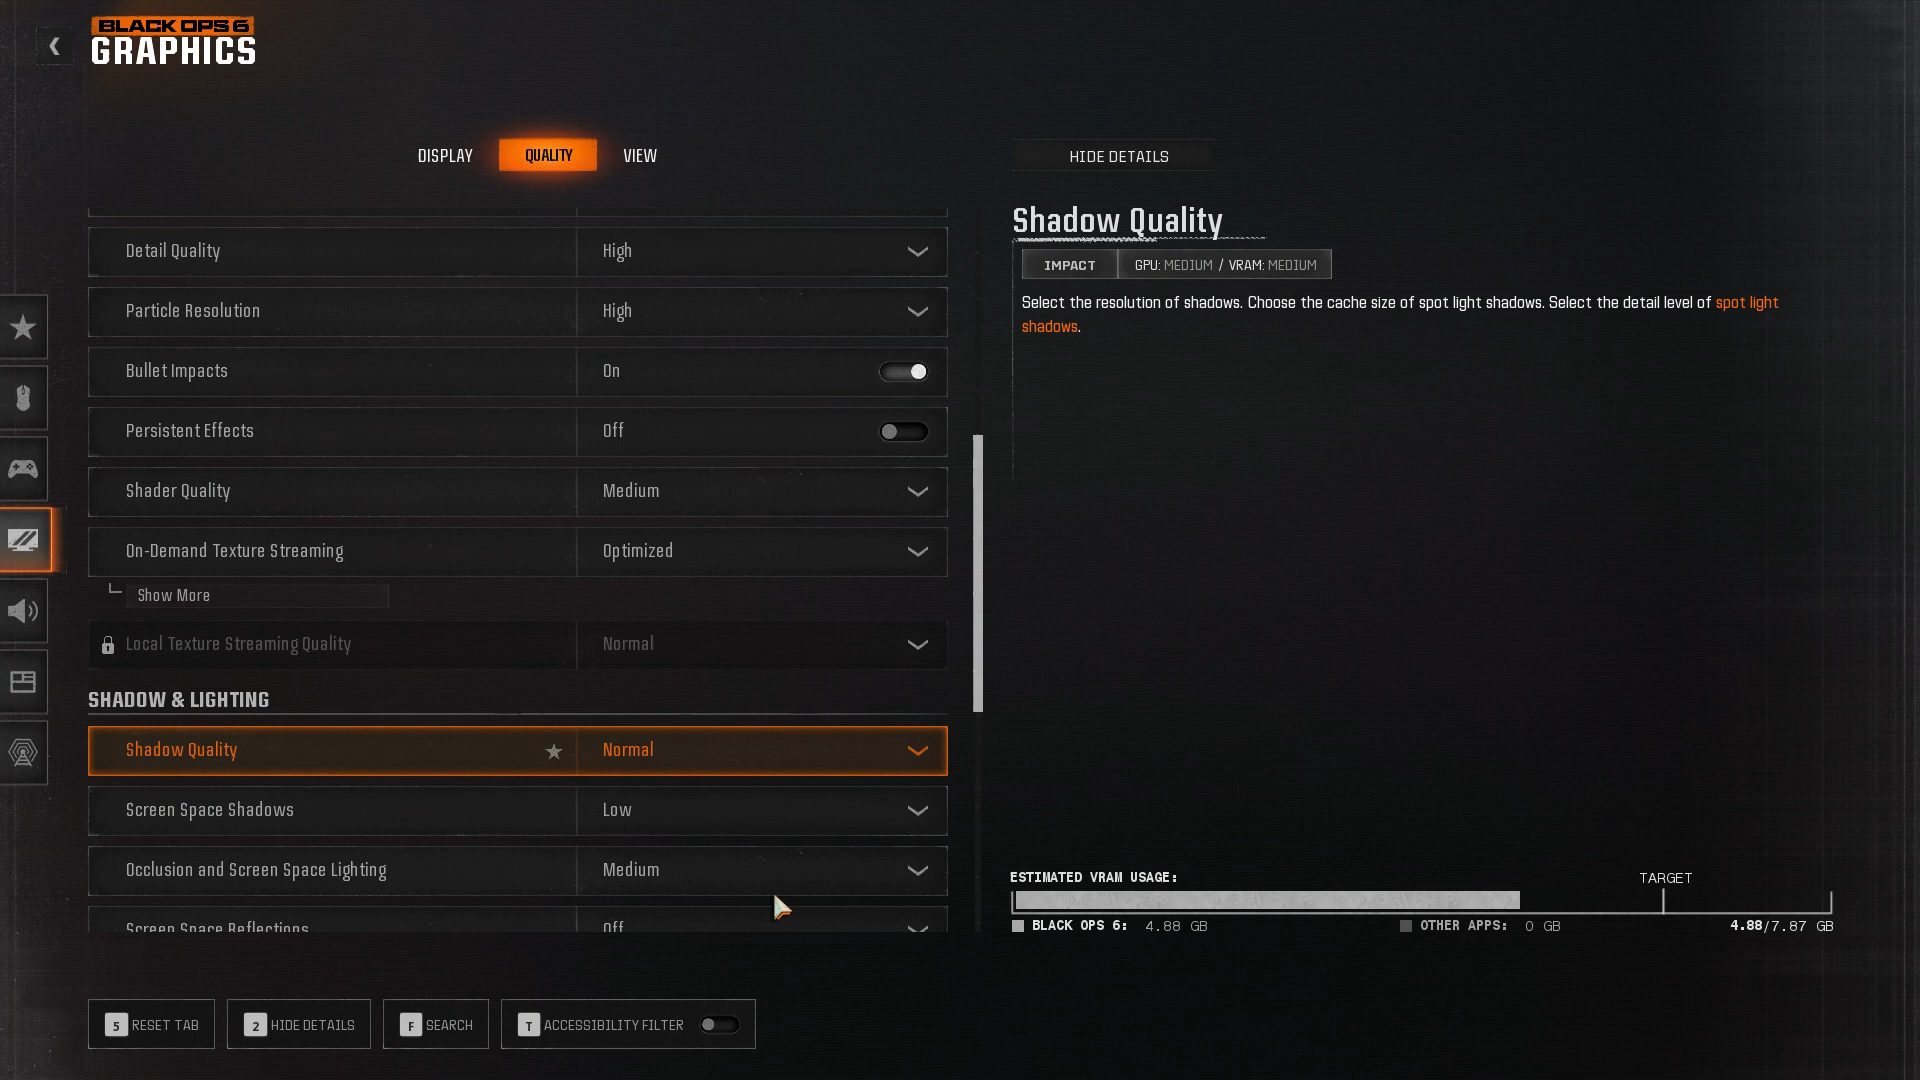 BLACK OPS 6
GRAPHICS
DISPLAY
QUALITY
VIEW
HIDE DETAILS
Detail Quality
High
Particle Resolution
High
Bullet Impacts
On
Persistent Effects
Off
Shader Quality
Medium
On-Demand Texture Streaming
Optimized
Show More
Local Texture Streaming Quality
Normal
SHADOW & LIGHTING
Shadow Quality
Normal
Screen Space Shadows
Low
Occlusion and Screen Space Lighting
Medium
Screen Space Reflections
Off
Shadow Quality
IMPACT
GPU: MEDIUM / VRAM: MEDIUM
Select the resolution of shadows. Choose the cache size of spot light shadows. Select the detail level of spot light
shadows.
ESTIMATED VRAM USAGE:
TARGET
BLACK OPS 6: 4.88 GB
OTHER APPS: 0 GB
4.88/7.87 GB
5 RESET TAB
2 HIDE DETAILS
F SEARCH
T ACCESSIBILITY FILTER